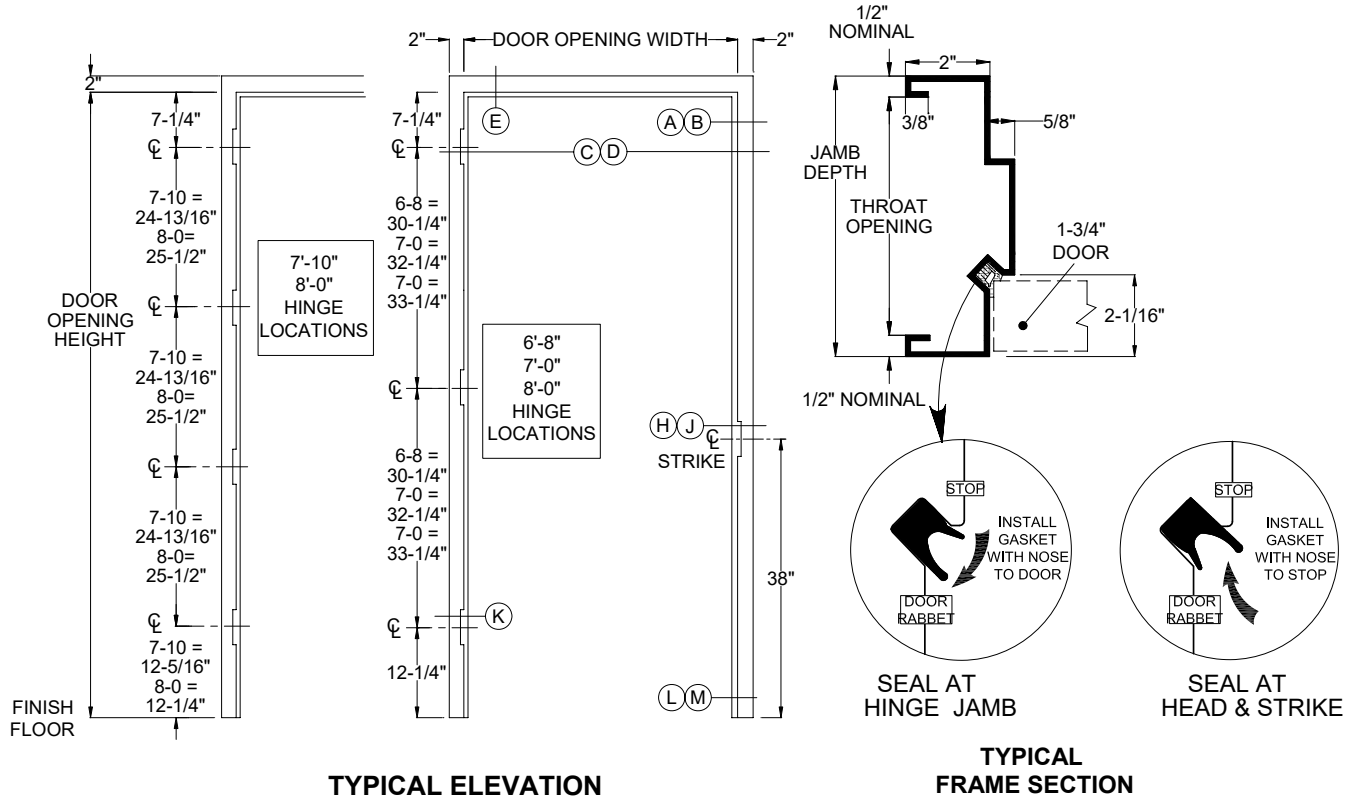 2"
DOOR OPENING WIDTH
2"
2"
7-1/4"
℄
7-10 =
24-13/16"
8-0=
25-1/2"
℄
7-10 =
24-13/16"
8-0=
25-1/2"
℄
7-10 =
24-13/16"
8-0=
25-1/2"
℄
7-10 =
12-5/16"
8-0 =
12-1/4"
DOOR
OPENING
HEIGHT
FINISH
FLOOR
7'-10"
8'-0"
HINGE
LOCATIONS
7-1/4"
℄
6-8 =
30-1/4"
7-0 =
32-1/4"
7-0 =
33-1/4"
℄
6-8 =
30-1/4"
7-0 =
32-1/4"
7-0 =
33-1/4"
℄
12-1/4"
E
A B
C D
6'-8"
7'-0"
8'-0"
HINGE
LOCATIONS
H J
℄
STRIKE
38"
K
L M
TYPICAL ELEVATION
1/2"
NOMINAL
2"
3/8"
5/8"
JAMB
DEPTH
THROAT
OPENING
1-3/4"
DOOR
2-1/16"
1/2" NOMINAL
STOP
INSTALL
GASKET
WITH NOSE
TO DOOR
DOOR
RABBET
SEAL AT
HINGE JAMB
STOP
INSTALL
GASKET
WITH NOSE
TO STOP
DOOR
RABBET
SEAL AT
HEAD & STRIKE
TYPICAL
FRAME SECTION